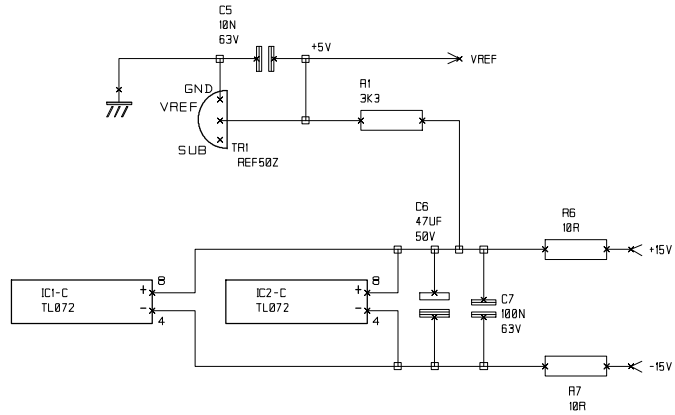 C5
10N
63V
+5V
VREF
GND
VREF
SUB
TR1
REF50Z
R1
3K3
C6
47UF
50V
R6
10R
+15V
IC1-C
TL072
+
-
8
4
IC2-C
TL072
+
-
8
4
C7
100N
63V
-15V
R7
10R